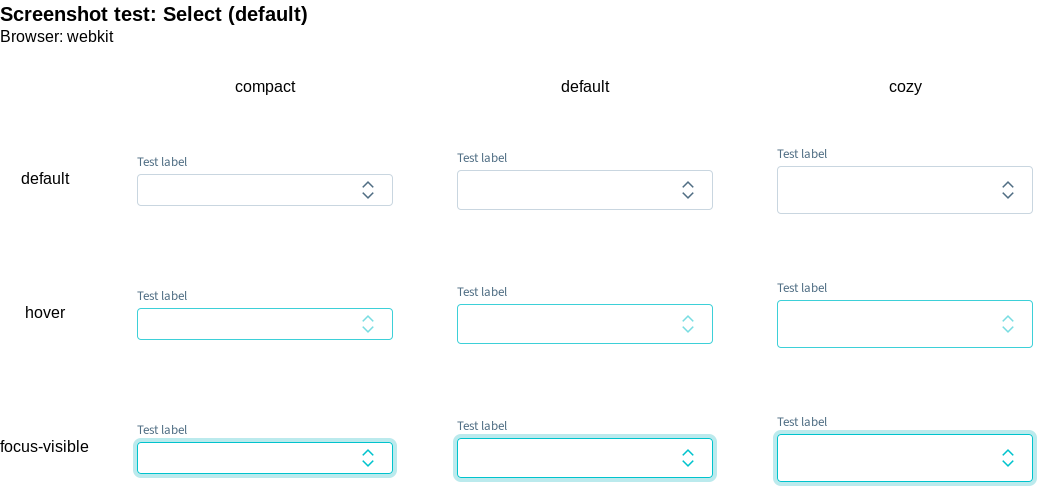 Screenshot test: Select (default)
Browser: webkit
compact default cozy
default Test label Test label Test label
hover Test label Test label Test label
focus-visible Test label Test label Test label